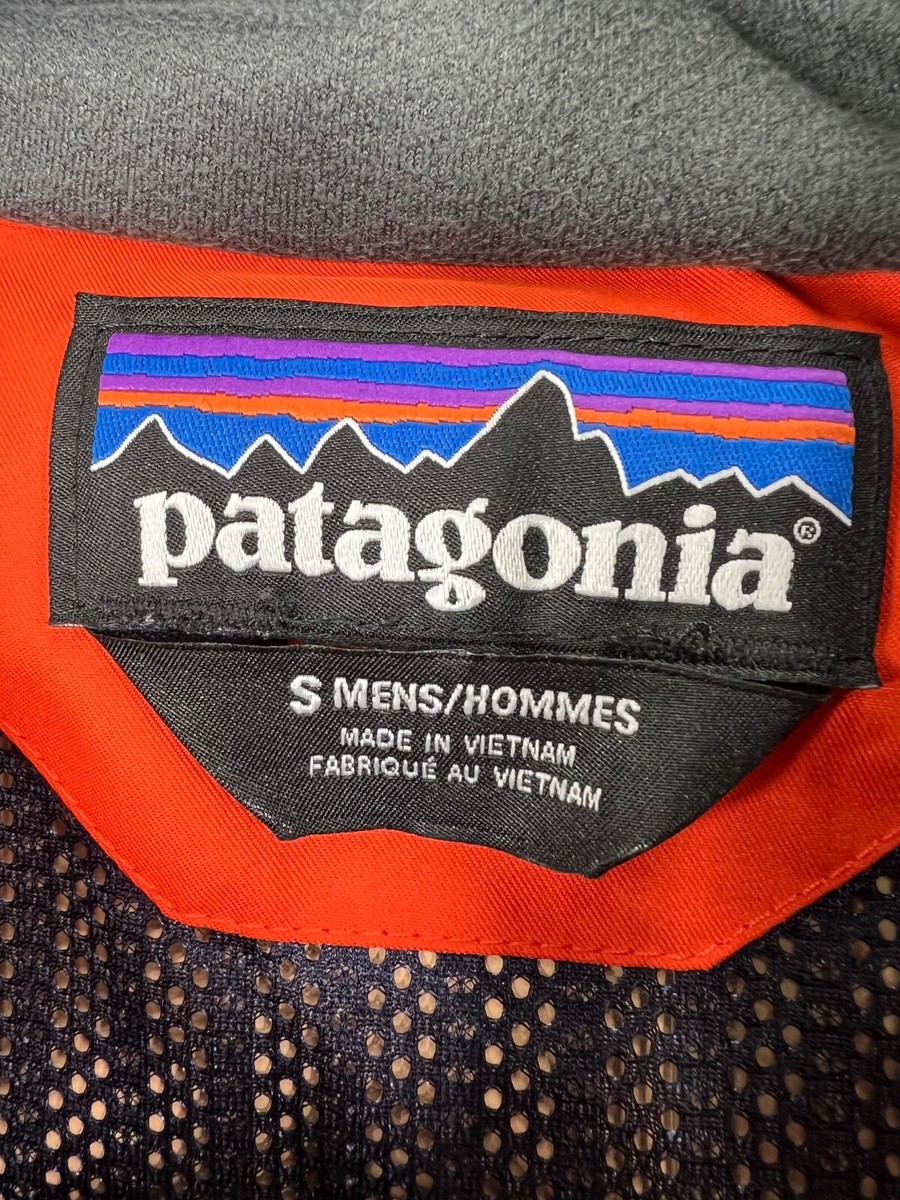 patagonia®
S MENS/HOMMES
MADE IN VIETNAM
FABRIQUÉ AU VIETNAM